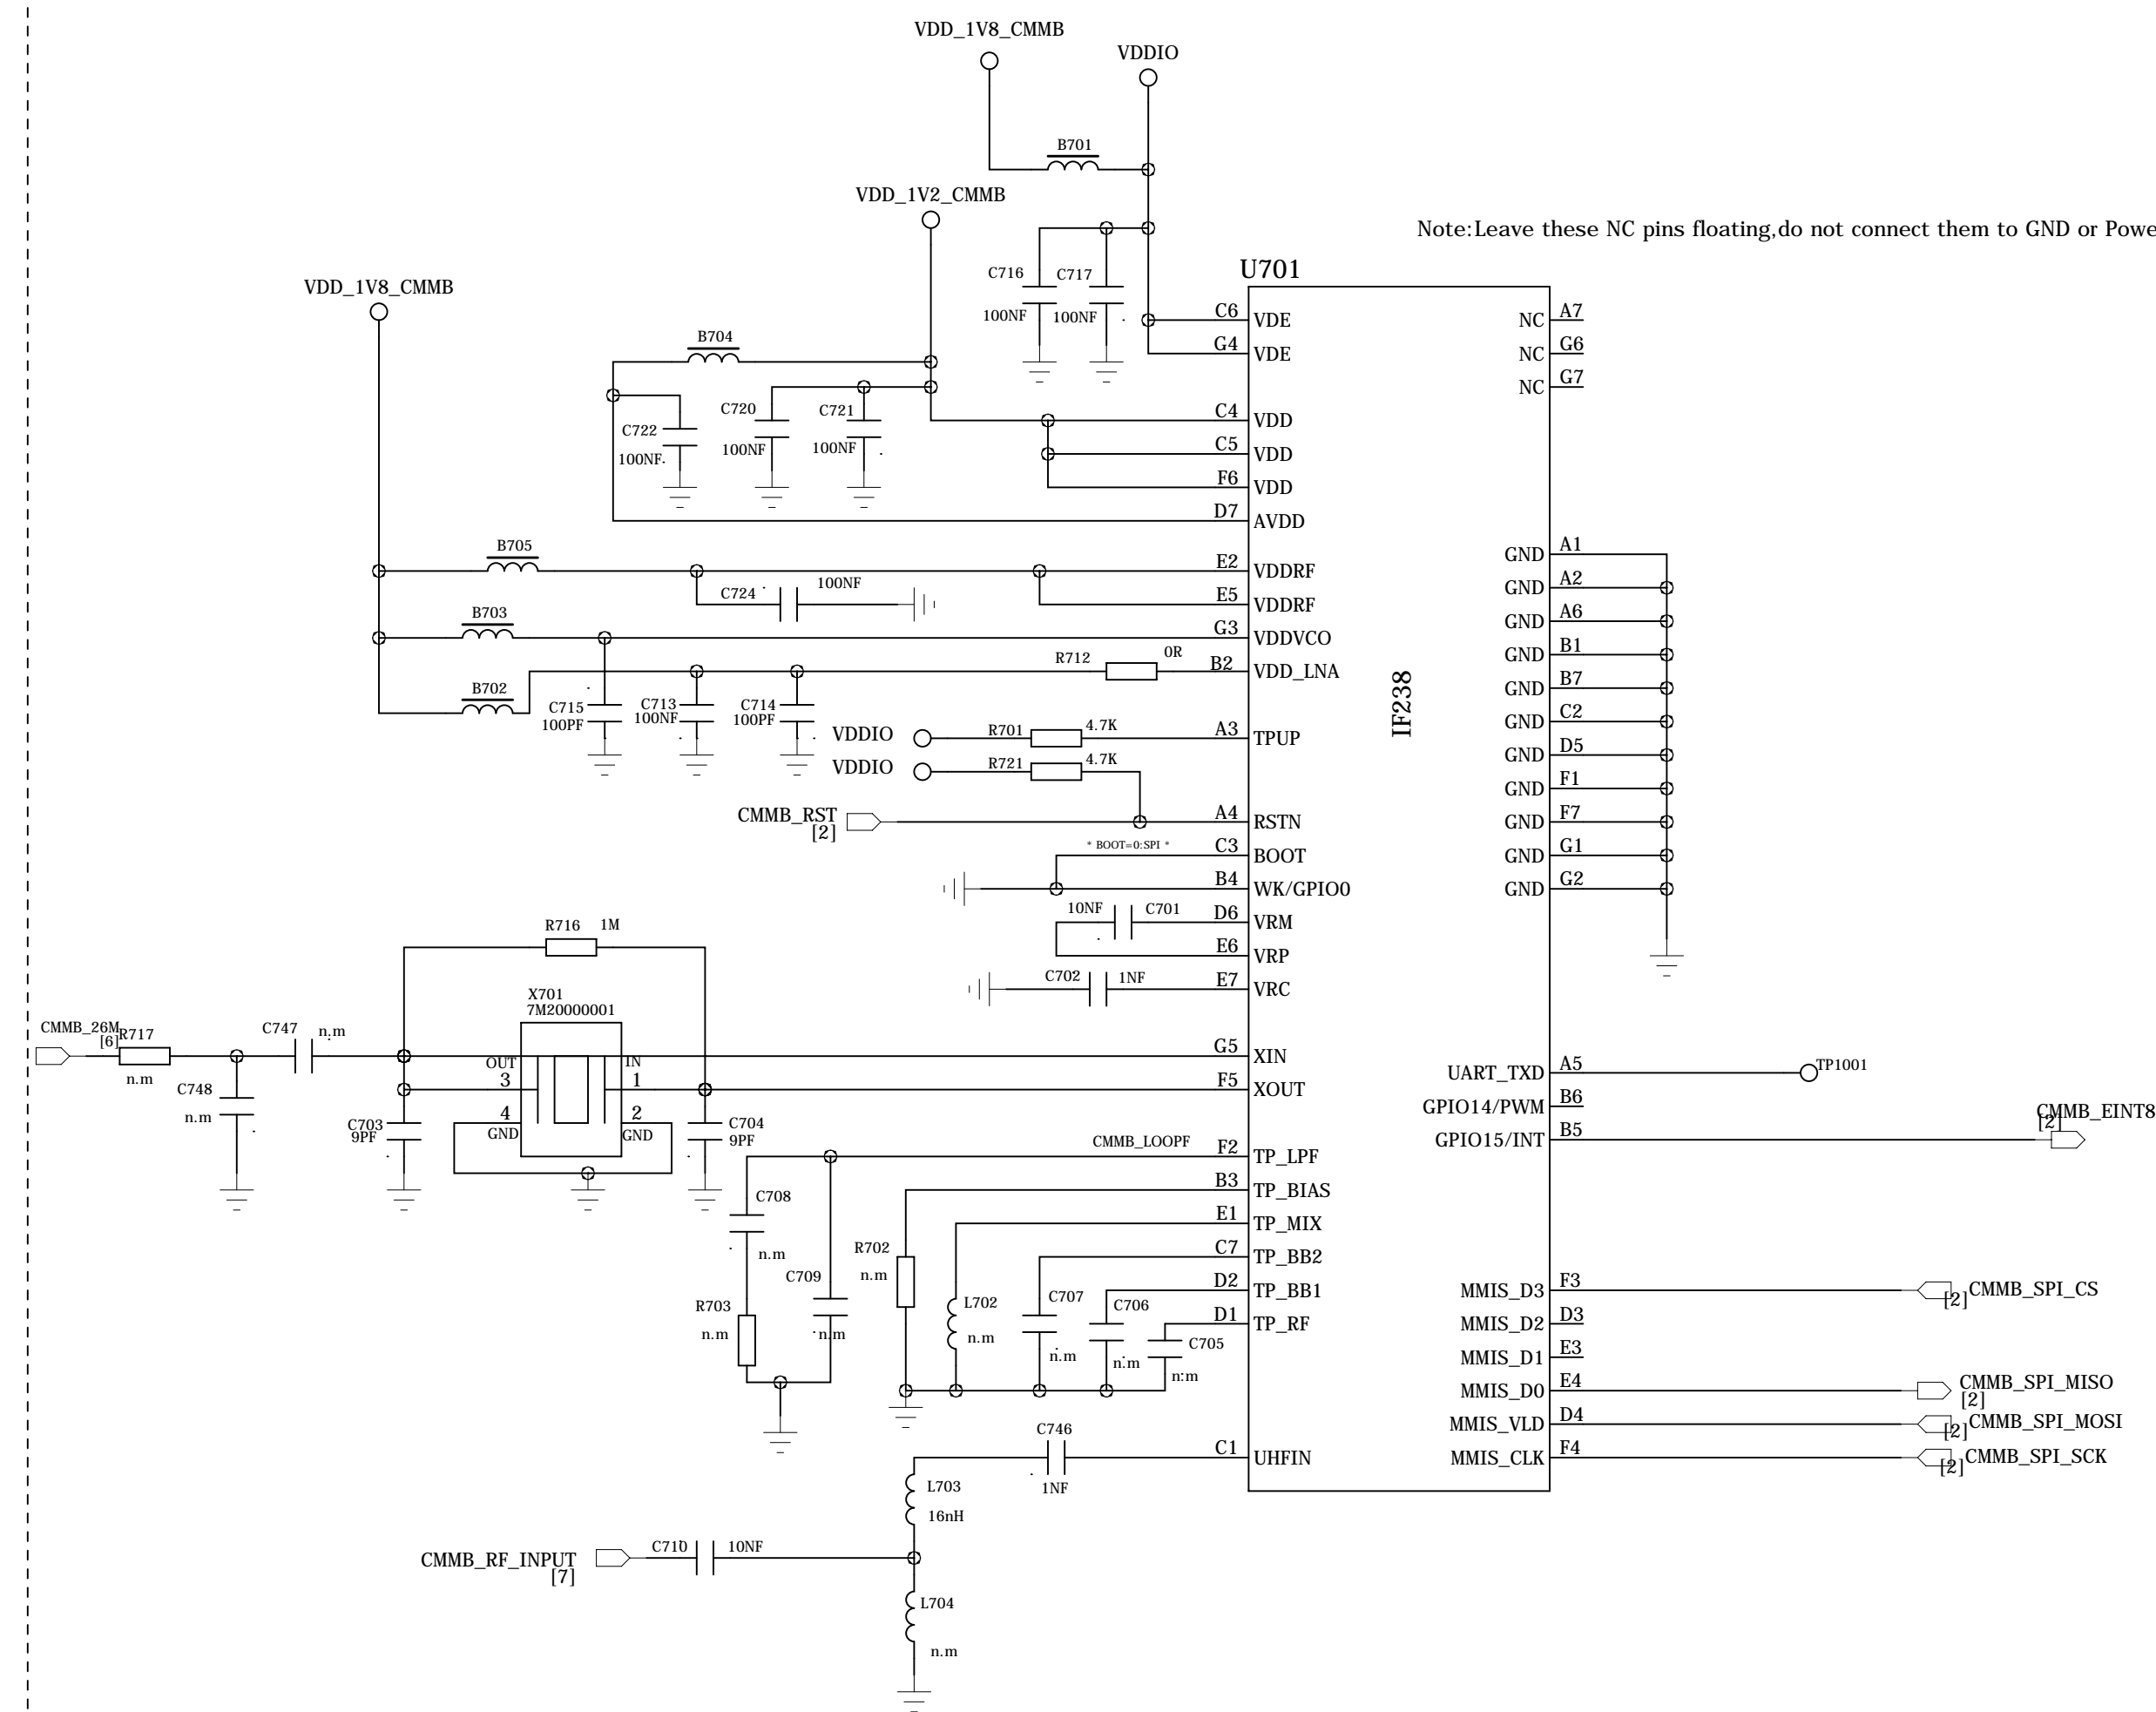 VDD_1V8_CMMB
VDDIO
B701
VDD_1V2_CMMB
Note:Leave these NC pins floating,do not connect them to GND or Powe
C716
C717
100NF
100NF
U701
VDD_1V8_CMMB
B704
C722
100NF
C720
100NF
C721
100NF
C6 VDE
G4 VDE
C4 VDD
C5 VDD
F6 VDD
D7 AVDD
NC A7
NC G6
NC G7
B705
E2 VDDRF
C724
100NF
E5 VDDRF
B703
G3 VDDVCO
R712
0R
B2 VDD_LNA
B702
C715
100PF
C713
100NF
C714
100PF
VDDIO
R701
4.7K
A3 TPUP
VDDIO
R721
4.7K
CMMB_RST
[2]
A4 RSTN
* BOOT=0:SPI *
C3 BOOT
B4 WK/GPIO0
10NF
C701
D6 VRM
E6 VRP
C702
1NF
E7 VRC
IF238
GND A1
GND A2
GND A6
GND B1
GND B7
GND C2
GND D5
GND F1
GND F7
GND G1
GND G2
R716
1M
X701
7M20000001
CMMB_26M
[6]
R717
n.m
C747
n.m
C748
n.m
OUT
3
IN
1
4
GND
2
GND
C703
9PF
C704
9PF
G5 XIN
F5 XOUT
UART_TXD A5
TP1001
GPIO14/PWM B6
GPIO15/INT B5
CMMB_EINT8
[2]
CMMB_LOOPF
F2 TP_LPF
B3 TP_BIAS
E1 TP_MIX
C7 TP_BB2
D2 TP_BB1
D1 TP_RF
C708
n.m
C709
n.m
R703
n.m
R702
n.m
L702
n.m
C707
n.m
C706
n.m
C705
n.m
MMIS_D3 F3
CMMB_SPI_CS
[2]
MMIS_D2 D3
MMIS_D1 E3
MMIS_D0 E4
CMMB_SPI_MISO
[2]
MMIS_VLD D4
CMMB_SPI_MOSI
[2]
MMIS_CLK F4
CMMB_SPI_SCK
[2]
C746
1NF
C1 UHFIN
L703
16nH
CMMB_RF_INPUT
[7]
C710
10NF
L704
n.m